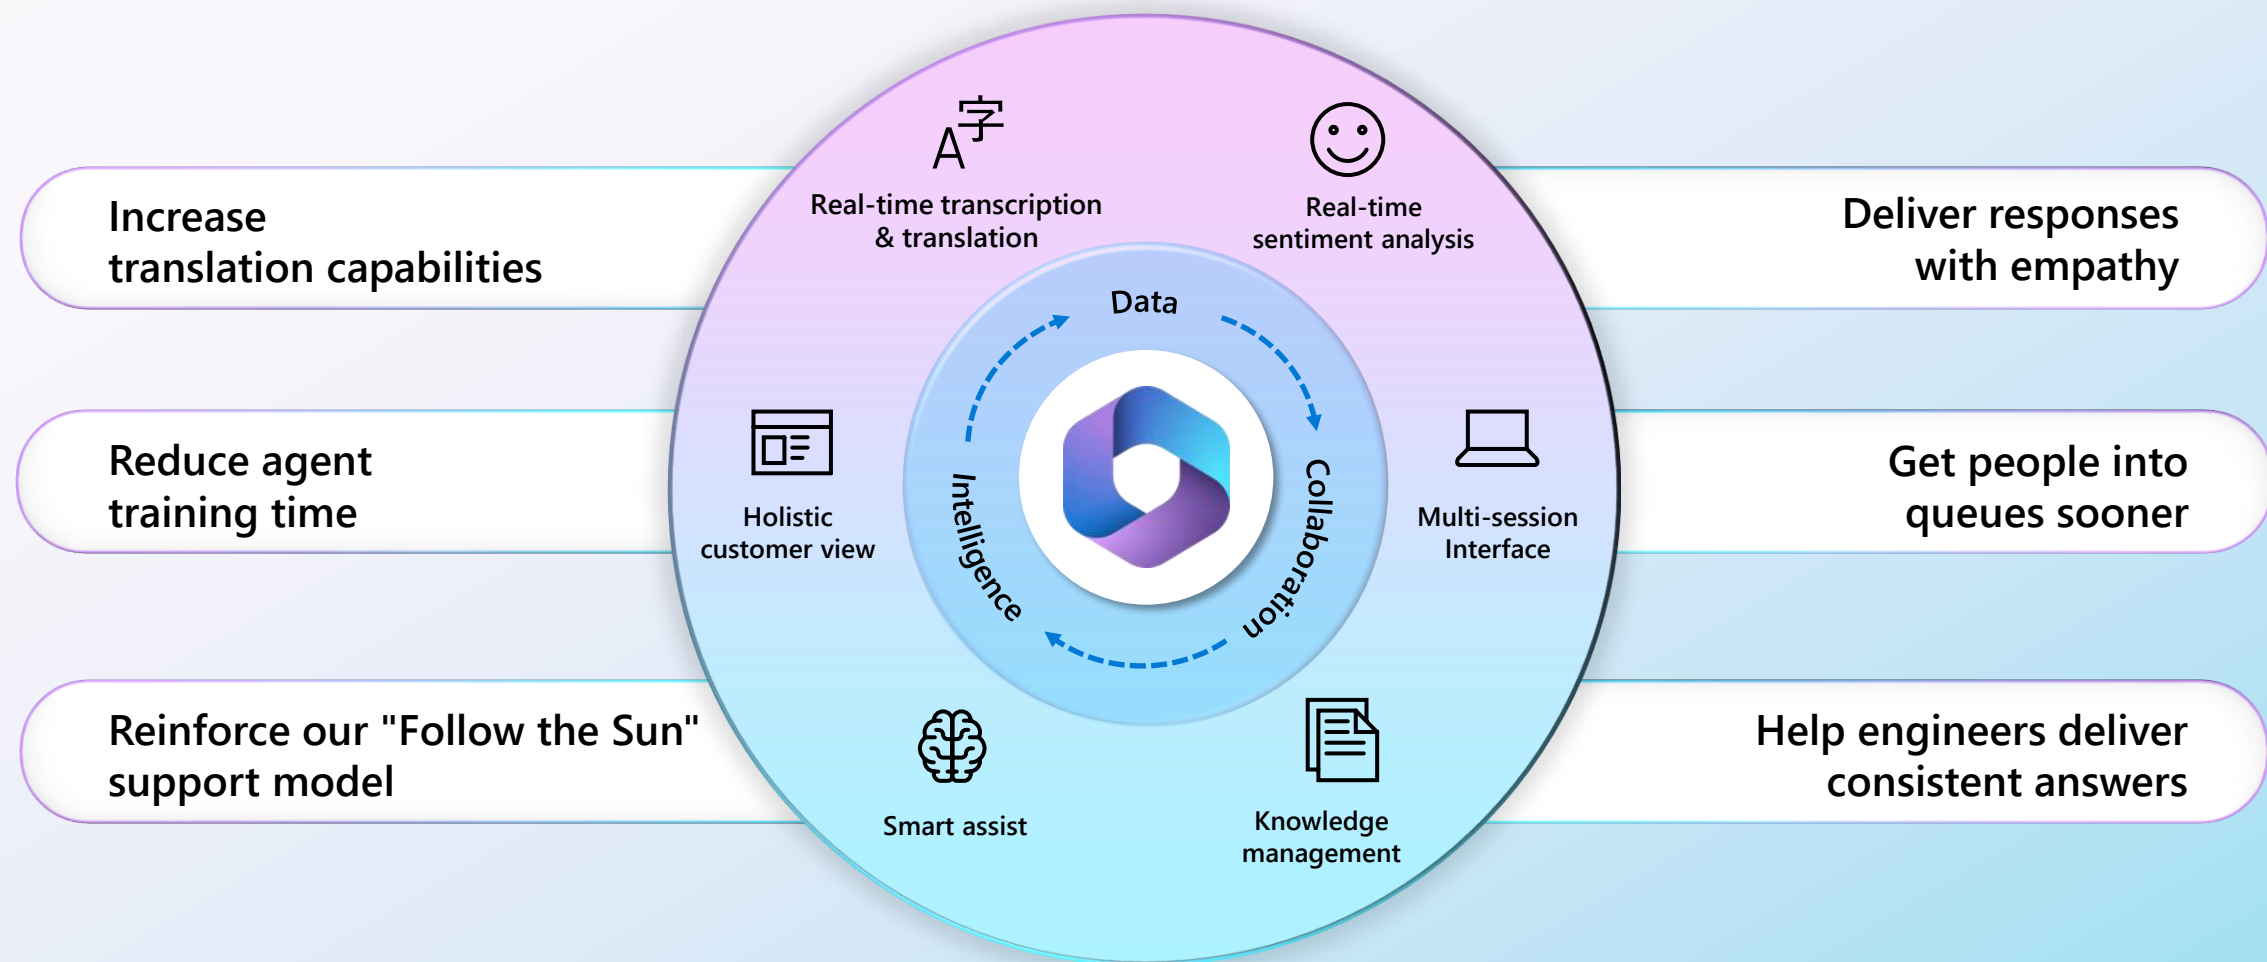 Increase
translation capabilities
Reduce agent
training time
Reinforce our "Follow the Sun"
support model
A字
Real-time transcription
& translation
Real-time
sentiment analysis
Holistic
customer view
Data
Collaboration
Intelligence
Multi-session
Interface
Smart assist
Knowledge
management
Deliver responses
with empathy
Get people into
queues sooner
Help engineers deliver
consistent answers